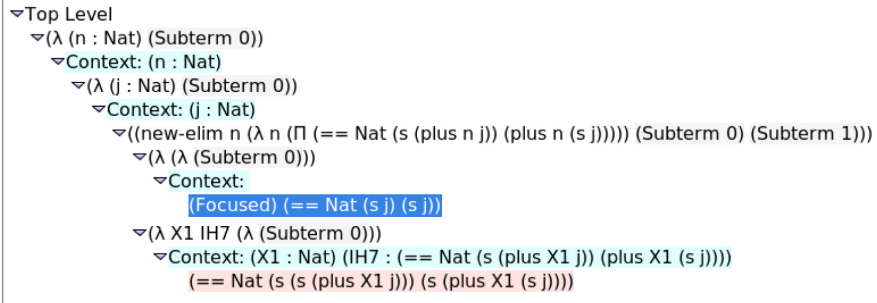 Top Level
(λ (n : Nat) (Subterm 0))
Context: (n : Nat)
(λ (j : Nat) (Subterm 0))
Context: (j : Nat)
((new-elim n (λ n (Π (== Nat (s (plus n j)) (plus n (s j))))) (Subterm 0) (Subterm 1)))
(λ (λ (Subterm 0)))
Context:
(Focused) (== Nat (s j) (s j))
(λ X1 IH7 (λ (Subterm 0)))
Context: (X1 : Nat) (IH7 : (== Nat (s (plus X1 j)) (plus X1 (s j))))
(== Nat (s (s (plus X1 j))) (s (plus X1 (s j))))